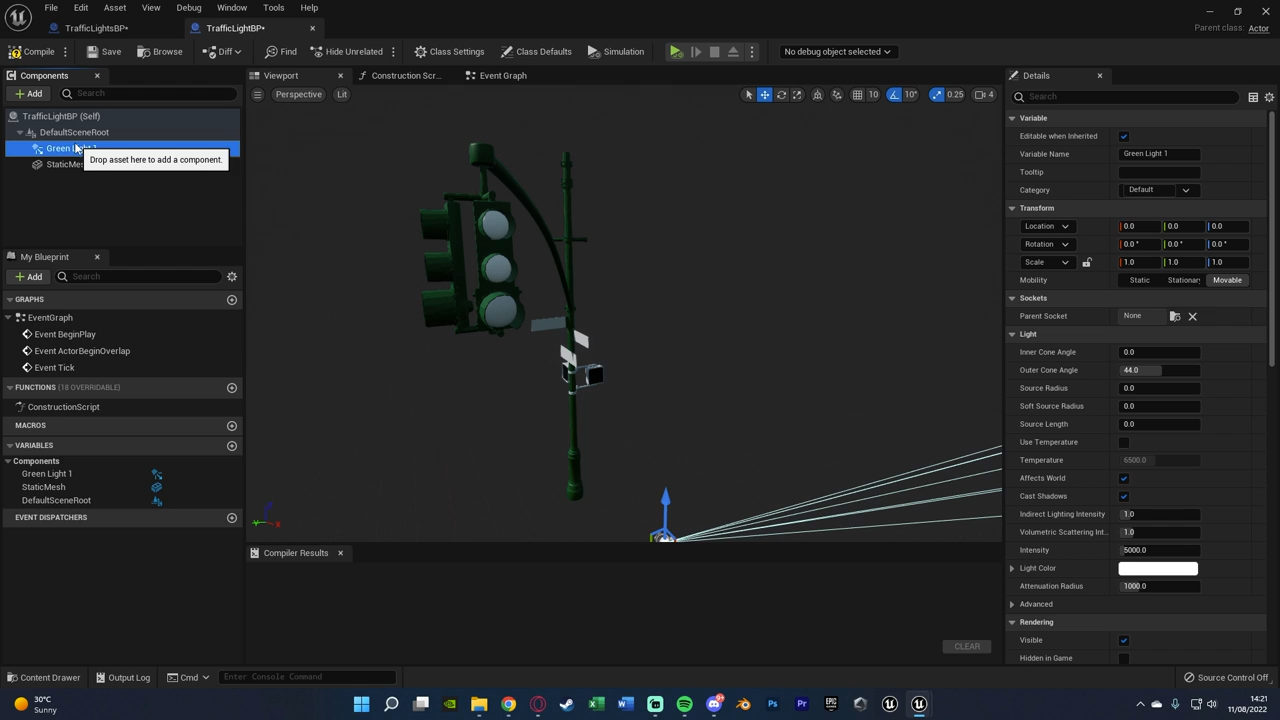 File Edit Asset View Debug Window Tools Help
TrafficLightsBP*
TrafficLightBP*
Parent class: Actor
Compile Save Browse Diff Find Hide Unrelated Class Settings Class Defaults Simulation No debug object selected
Components
Add Search
TrafficLightBP (Self)
DefaultSceneRoot
Drop asset here to add a component.
My Blueprint
Add Search
GRAPHS
EventGraph
Event BeginPlay
Event ActorBeginOverlap
Event Tick
FUNCTIONS (18 OVERRIDABLE)
ConstructionScript
MACROS
VARIABLES
Components
Green Light 1
StaticMesh
DefaultSceneRoot
EVENT DISPATCHERS
Viewport Construction Scr... Event Graph
Perspective Lit 10 10° 0.25 4
X
Compiler Results
CLEAR
Details
Search
Variable
Editable when Inherited
Variable Name Green Light 1
Tooltip
Category Default
Transform
Location 0.0 0.0 0.0
Rotation 0.0 ° 0.0 ° 0.0 °
Scale 1.0 1.0 1.0
Mobility Static Stationary Movable
Sockets
Parent Socket None
Light
Inner Cone Angle 0.0
Outer Cone Angle 44.0
Source Radius 0.0
Soft Source Radius 0.0
Source Length 0.0
Use Temperature
Temperature 6500.0
Affects World
Cast Shadows
Indirect Lighting Intensity 1.0
Volumetric Scattering Int... 1.0
Intensity 5000.0
Light Color
Attenuation Radius 1000.0
Advanced
Rendering
Visible
Hidden in Game
Content Drawer Output Log Cmd Enter Console Command Source Control Off
30°C
Sunny
14:21
11/08/2022